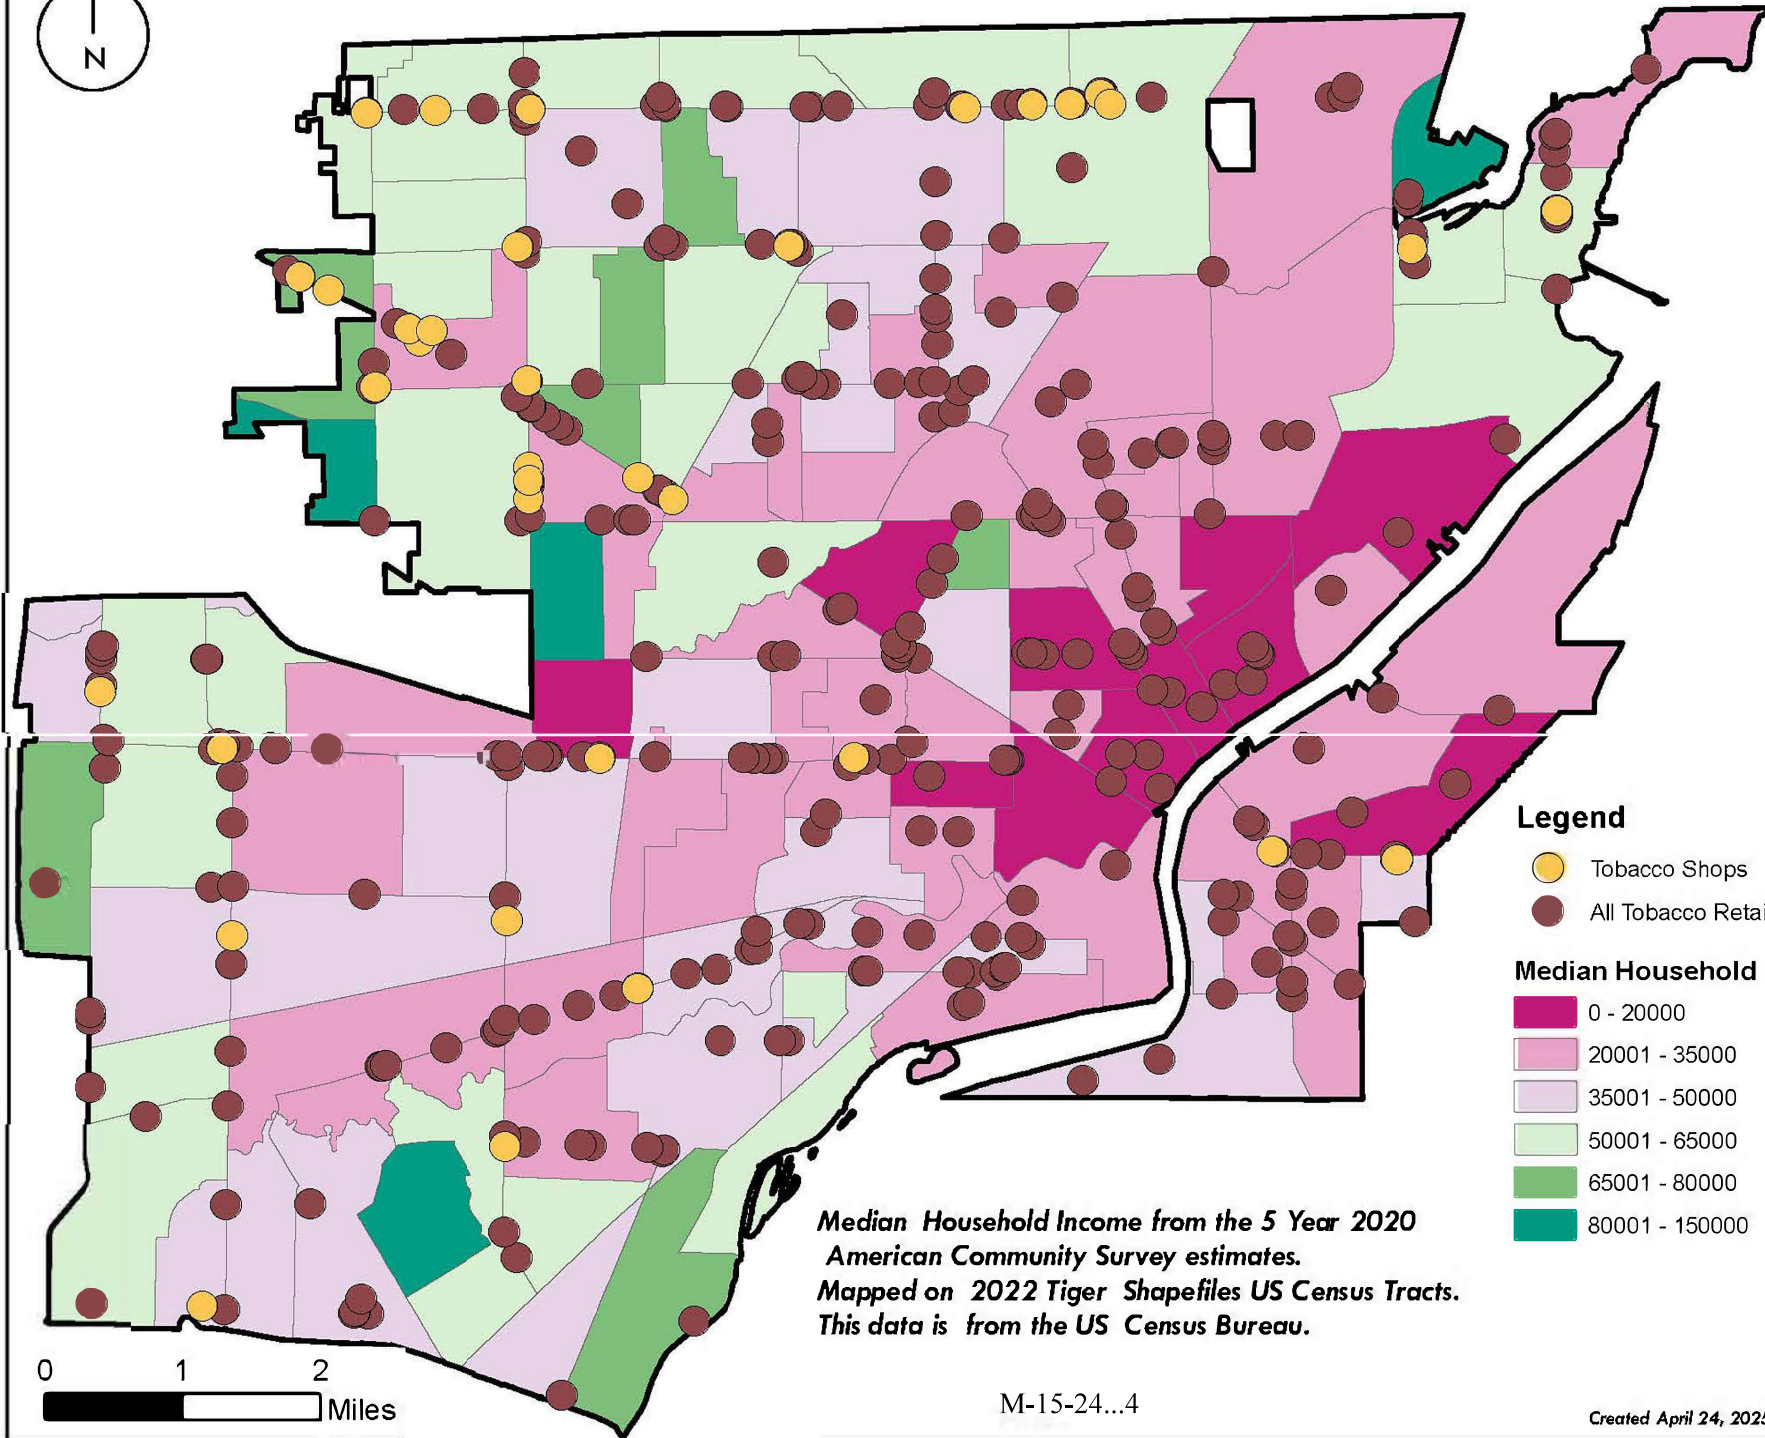 N
Legend
Tobacco Shops
All Tobacco Retai
Median Household
0 - 20000
20001 - 35000
35001 - 50000
50001 - 65000
65001 - 80000
80001 - 150000
Median Household Income from the 5 Year 2020
American Community Survey estimates.
Mapped on 2022 Tiger Shapefiles US Census Tracts.
This data is from the US Census Bureau.
0 1 2
Miles
M-15-24...4
Created April 24, 2025